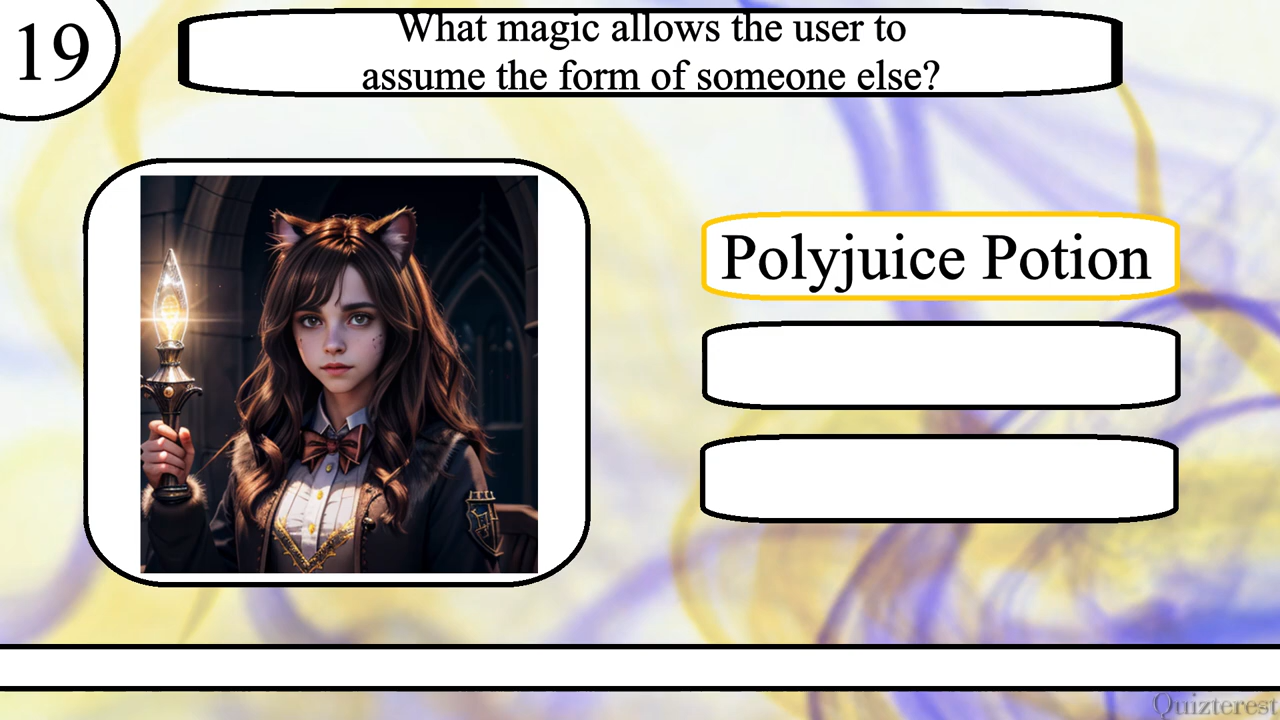 19
What magic allows the user to
assume the form of someone else?
Polyjuice Potion
Quizterest